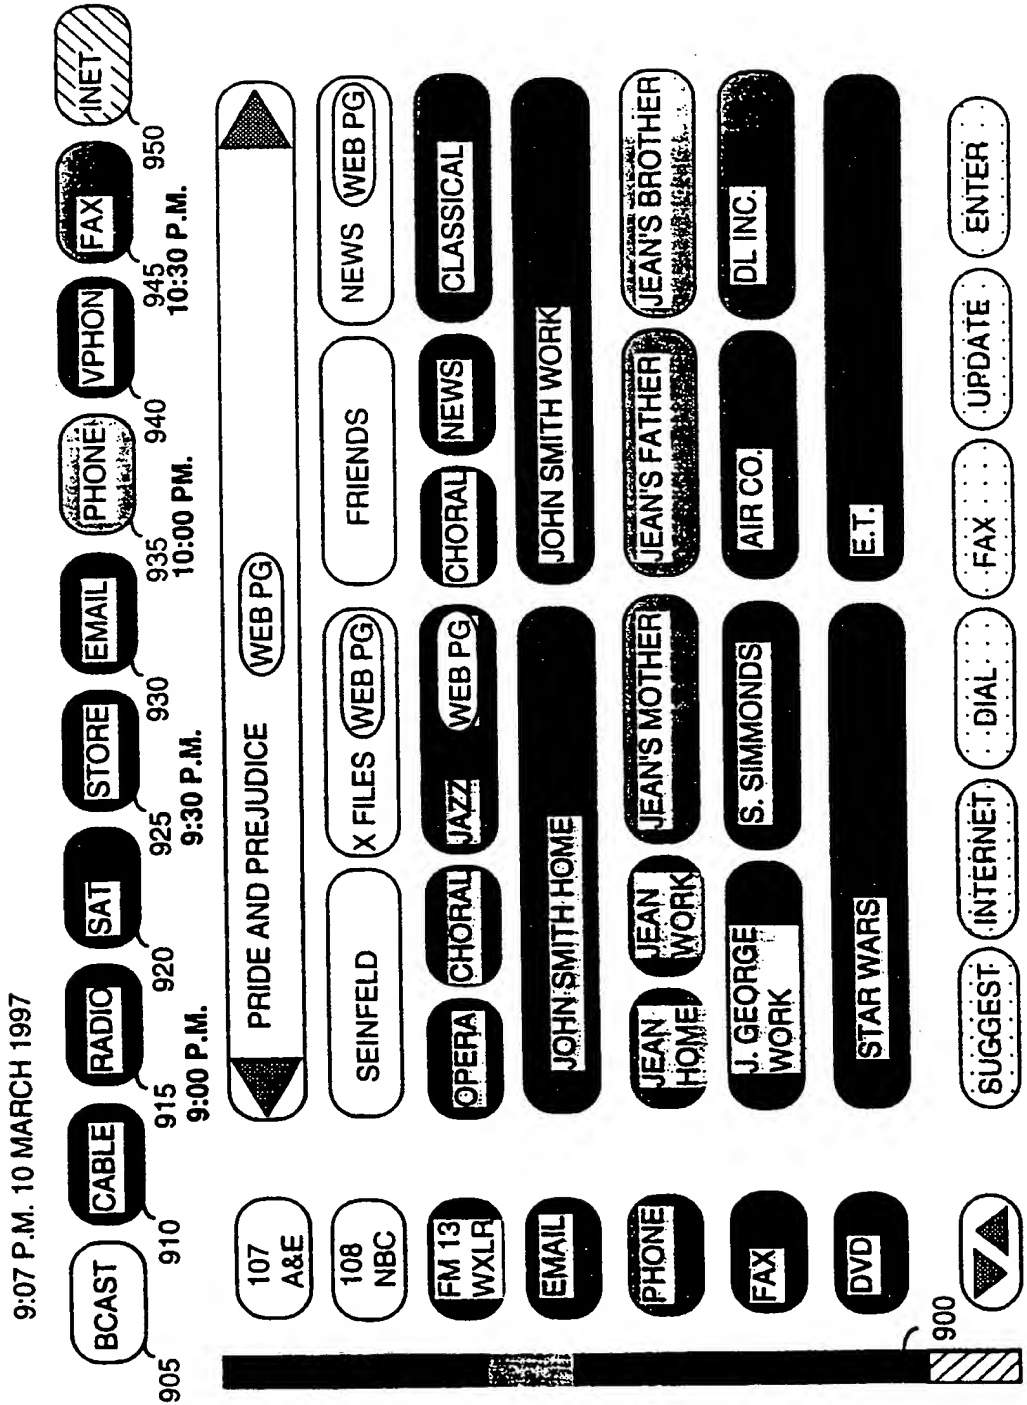 9:07 P.M. 10 MARCH 1997
BCAST CABLE RADIO SAT STORE EMAIL PHONE VPHON FAX INET
905 910 915 920 925 930 935 940 945 950
9:00 P.M. 9:30 P.M. 10:00 PM. 10:30 P.M.
107 A&E PRIDE AND PREJUDICE WEB PG
108 NBC SEINFELD X FILES WEB PG FRIENDS NEWS WEB PG
FM 13 WXLR OPERA CHORAL JAZZ WEB PG CHORAL NEWS CLASSICAL
EMAIL JOHN SMITH HOME JOHN SMITH WORK
PHONE JEAN HOME JEAN WORK JEAN'S MOTHER JEAN'S FATHER JEAN'S BROTHER
FAX J. GEORGE WORK S. SIMMONDS AIR CO. DL INC.
DVD STAR WARS E.T.
900
SUGGEST INTERNET DIAL FAX UPDATE ENTER